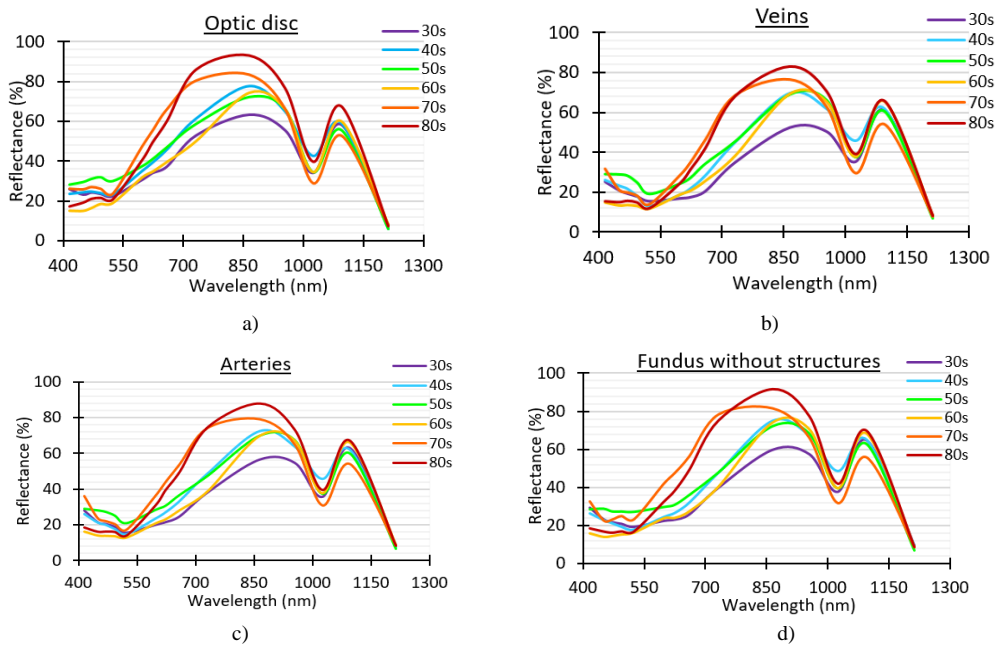 Optic disc
100
80
60
40
20
0
Reflectance (%)
400 550 700 850 1000 1150 1300
Wavelength (nm)
30s
40s
50s
60s
70s
80s
a)
Veins
100
80
60
40
20
0
Reflectance (%)
400 550 700 850 1000 1150 1300
Wavelength (nm)
30s
40s
50s
60s
70s
80s
b)
Arteries
100
80
60
40
20
0
Reflectance (%)
400 550 700 850 1000 1150 1300
Wavelength (nm)
30s
40s
50s
60s
70s
80s
c)
Fundus without structures
100
80
60
40
20
0
Reflectance (%)
400 550 700 850 1000 1150 1300
Wavelength (nm)
30s
40s
50s
60s
70s
80s
d)